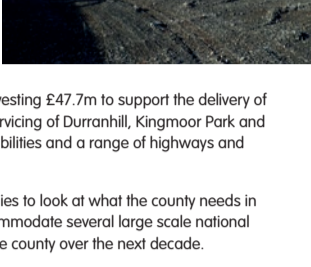 esting £47.7m to support the delivery of
rvicing of Durranhill, Kingmoor Park and
bilities and a range of highways and
ies to look at what the county needs in
mmodate several large scale national
e county over the next decade.